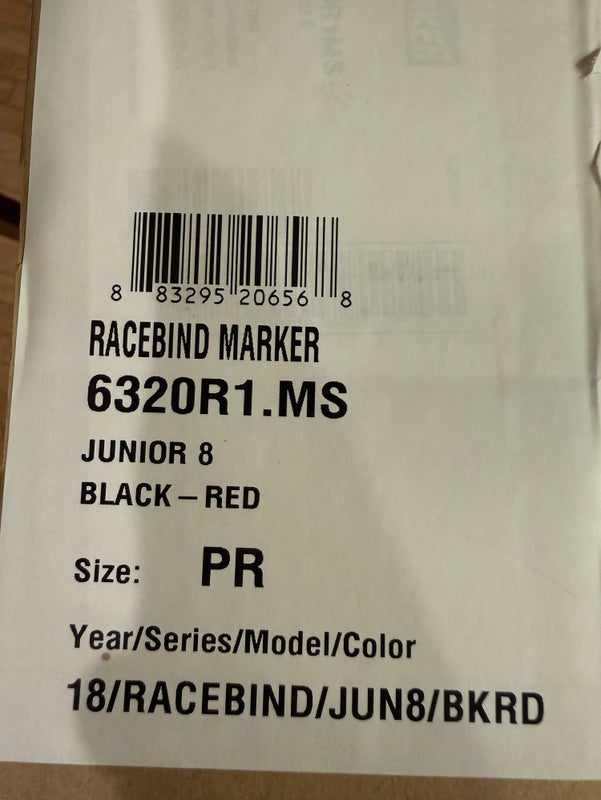 8 83295 20656 8
RACEBIND MARKER
6320R1.MS
JUNIOR 8
BLACK – RED
Size: PR
Year/Series/Model/Color
18/RACEBIND/JUN8/BKRD